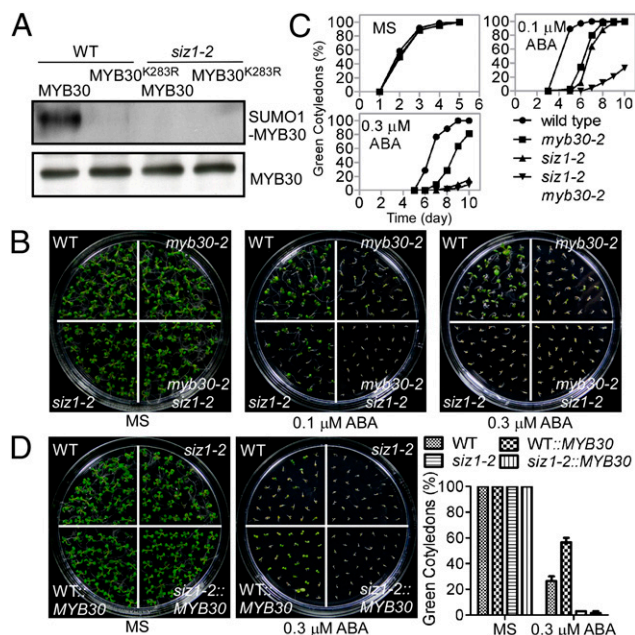 A
WT
siz1-2
MYB30
MYB30K283R
MYB30
MYB30K283R
SUMO1
-MYB30
MYB30
C
100
80
60
40
20
0
MS
0 1 2 3 4 5 6
100
80
60
40
20
0
0.1 μM
ABA
0 2 4 6 8 10
100
80
60
40
20
0
0.3 μM
ABA
0 2 4 6 8 10
Green Cotyledons (%)
Time (day)
wild type
myb30-2
siz1-2
siz1-2
myb30-2
B
WT
myb30-2
siz1-2
myb30-2
siz1-2
MS
WT
myb30-2
siz1-2
myb30-2
siz1-2
0.1 μM ABA
WT
myb30-2
siz1-2
myb30-2
siz1-2
0.3 μM ABA
D
WT
siz1-2
WT::
MYB30
siz1-2::
MYB30
MS
WT
siz1-2
WT::
MYB30
siz1-2::
MYB30
0.3 μM ABA
WT
WT::MYB30
siz1-2
siz1-2::MYB30
Green Cotyledons (%)
100
80
60
40
20
0
MS
0.3 μM ABA